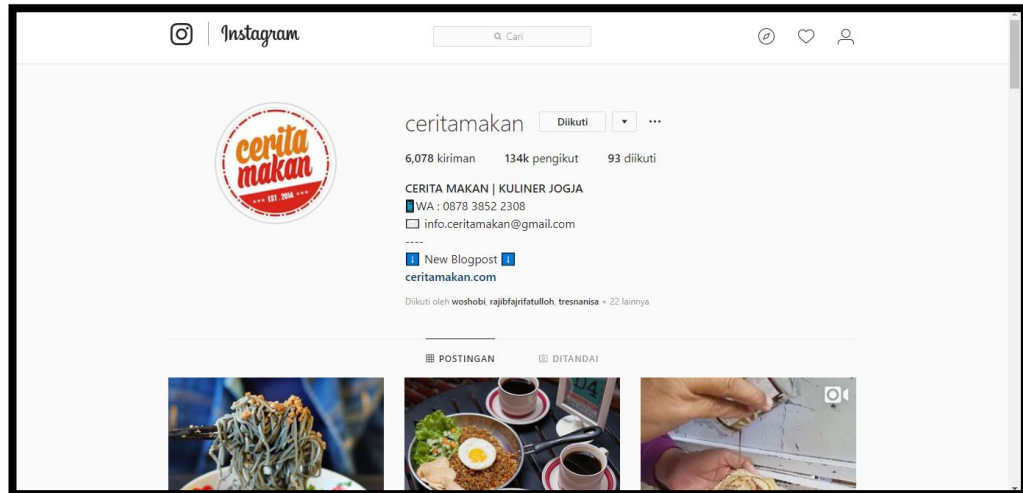 Instagram
Cari
cerita
makan
EST. 2014
ceritamakan Diikuti
6,078 kiriman 134k pengikut 93 diikuti
CERITA MAKAN | KULINER JOGJA
WA : 0878 3852 2308
info.ceritamakan@gmail.com
----
New Blogpost
ceritamakan.com
Diikuti oleh woshobi, rajibfajrifatulloh, tresnanisa + 22 lainnya
POSTINGAN DITANDAI
04